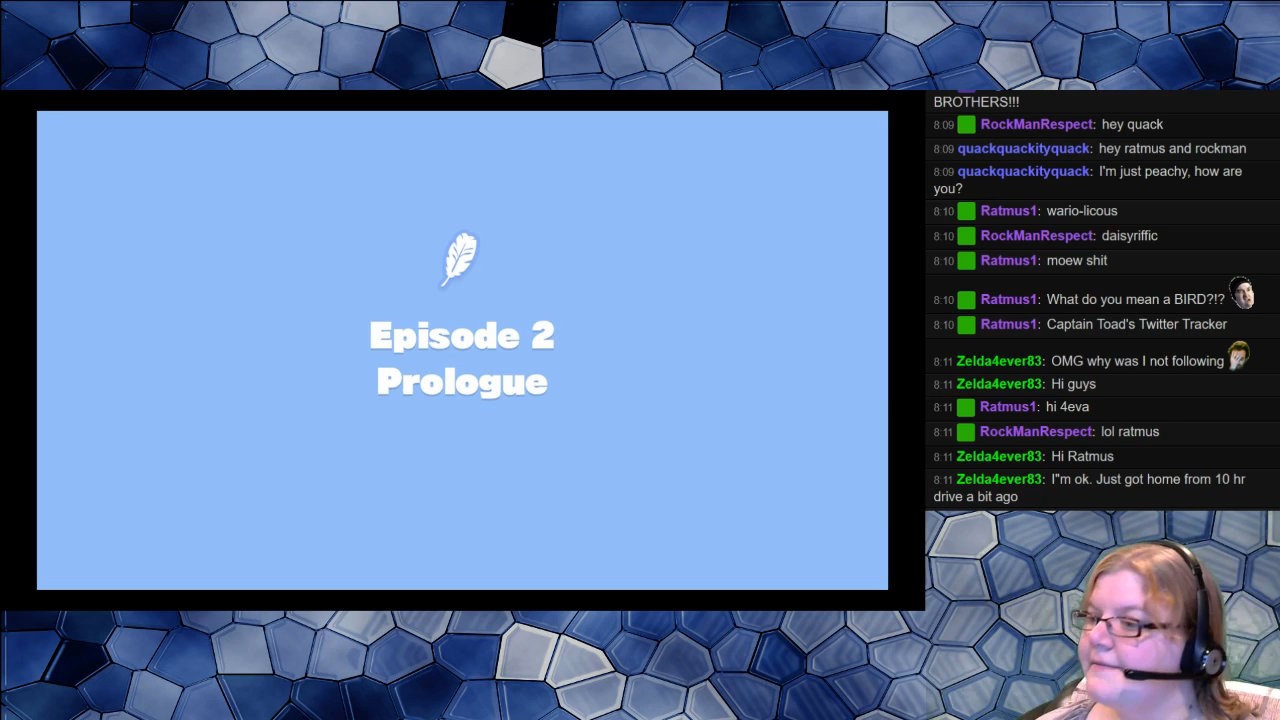 Episode 2
Prologue
BROTHERS!!!
8:09 RockManRespect: hey quack
8:09 quackquackityquack: hey ratmus and rockman
8:09 quackquackityquack: I'm just peachy, how are
you?
8:10 Ratmus1: wario-licous
8:10 RockManRespect: daisyriffic
8:10 Ratmus1: moew shit
8:10 Ratmus1: What do you mean a BIRD?!?
8:10 Ratmus1: Captain Toad's Twitter Tracker
8:11 Zelda4ever83: OMG why was I not following
8:11 Zelda4ever83: Hi guys
8:11 Ratmus1: hi 4eva
8:11 RockManRespect: lol ratmus
8:11 Zelda4ever83: Hi Ratmus
8:11 Zelda4ever83: I"m ok. Just got home from 10 hr
drive a bit ago